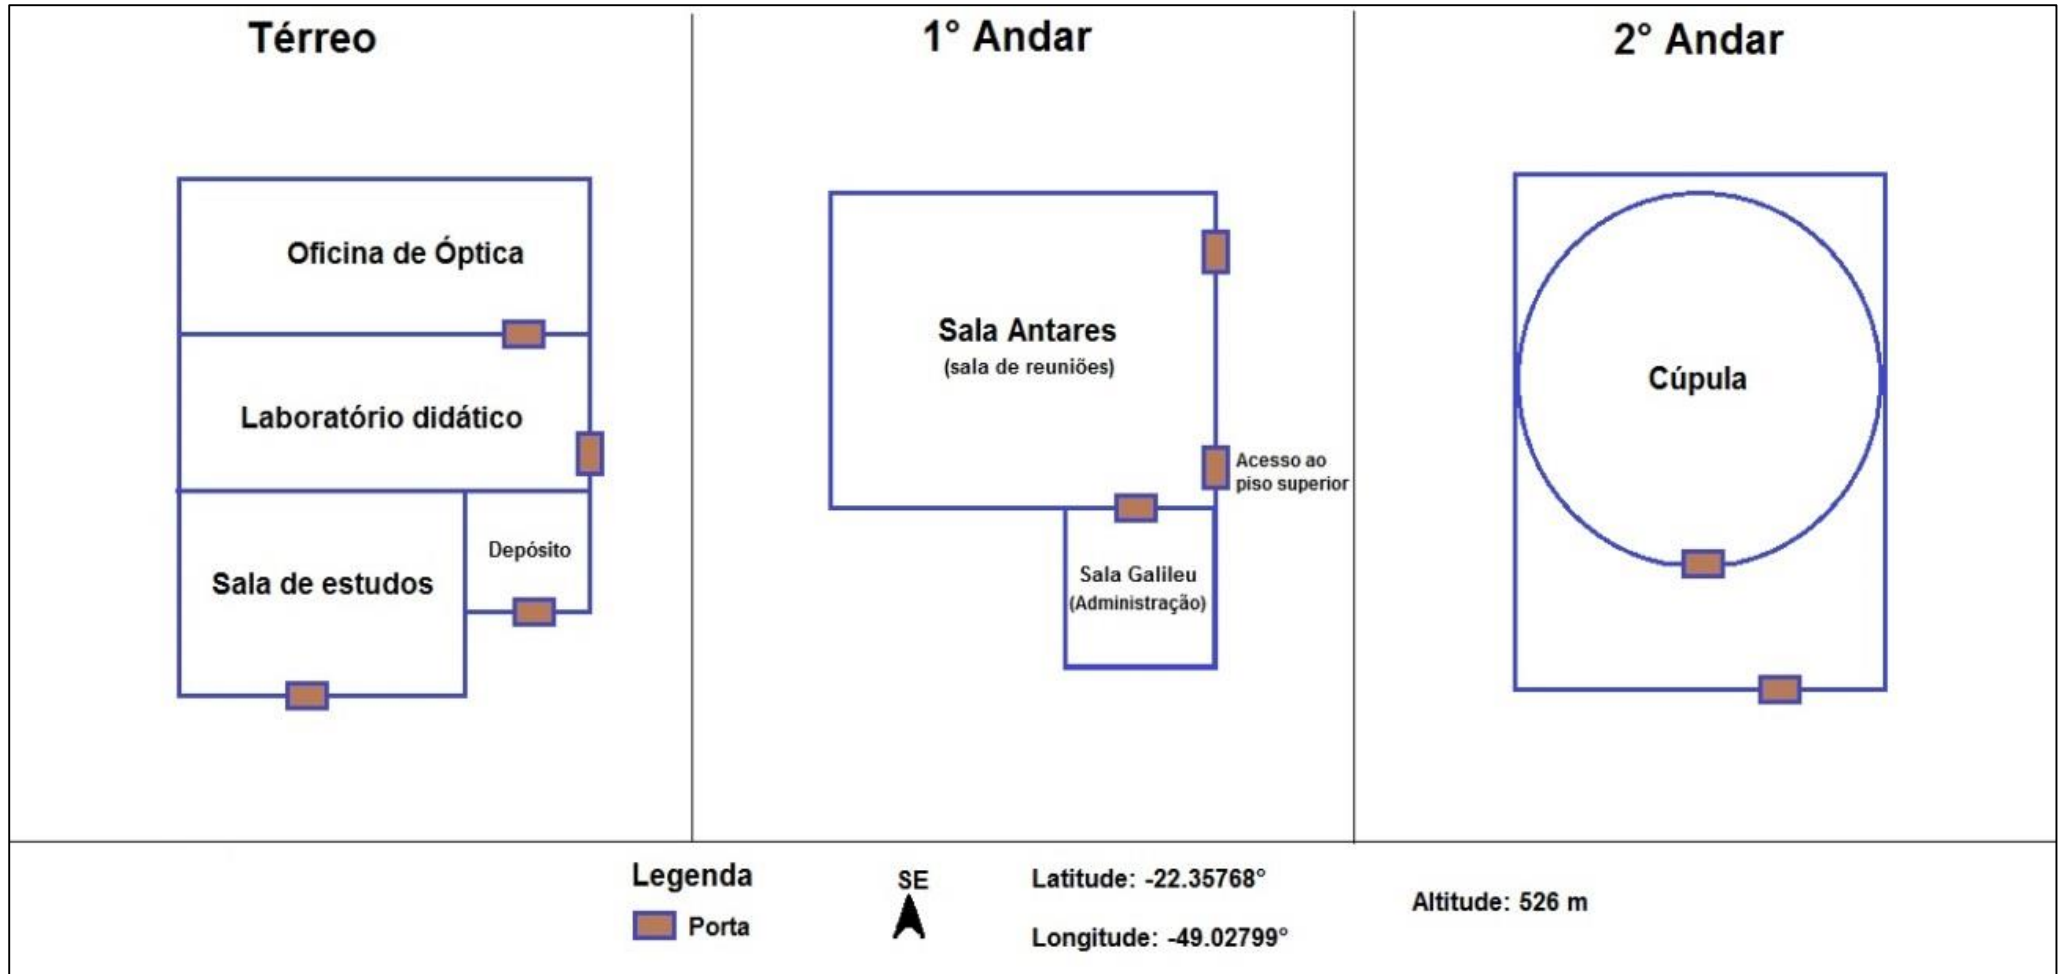 Térreo
Oficina de Óptica
Laboratório didático
Depósito
Sala de estudos
1° Andar
Sala Antares
(sala de reuniões)
Acesso ao
piso superior
Sala Galileu
(Administração)
2° Andar
Cúpula
Legenda
Porta
SE
Latitude: -22.35768°
Longitude: -49.02799°
Altitude: 526 m